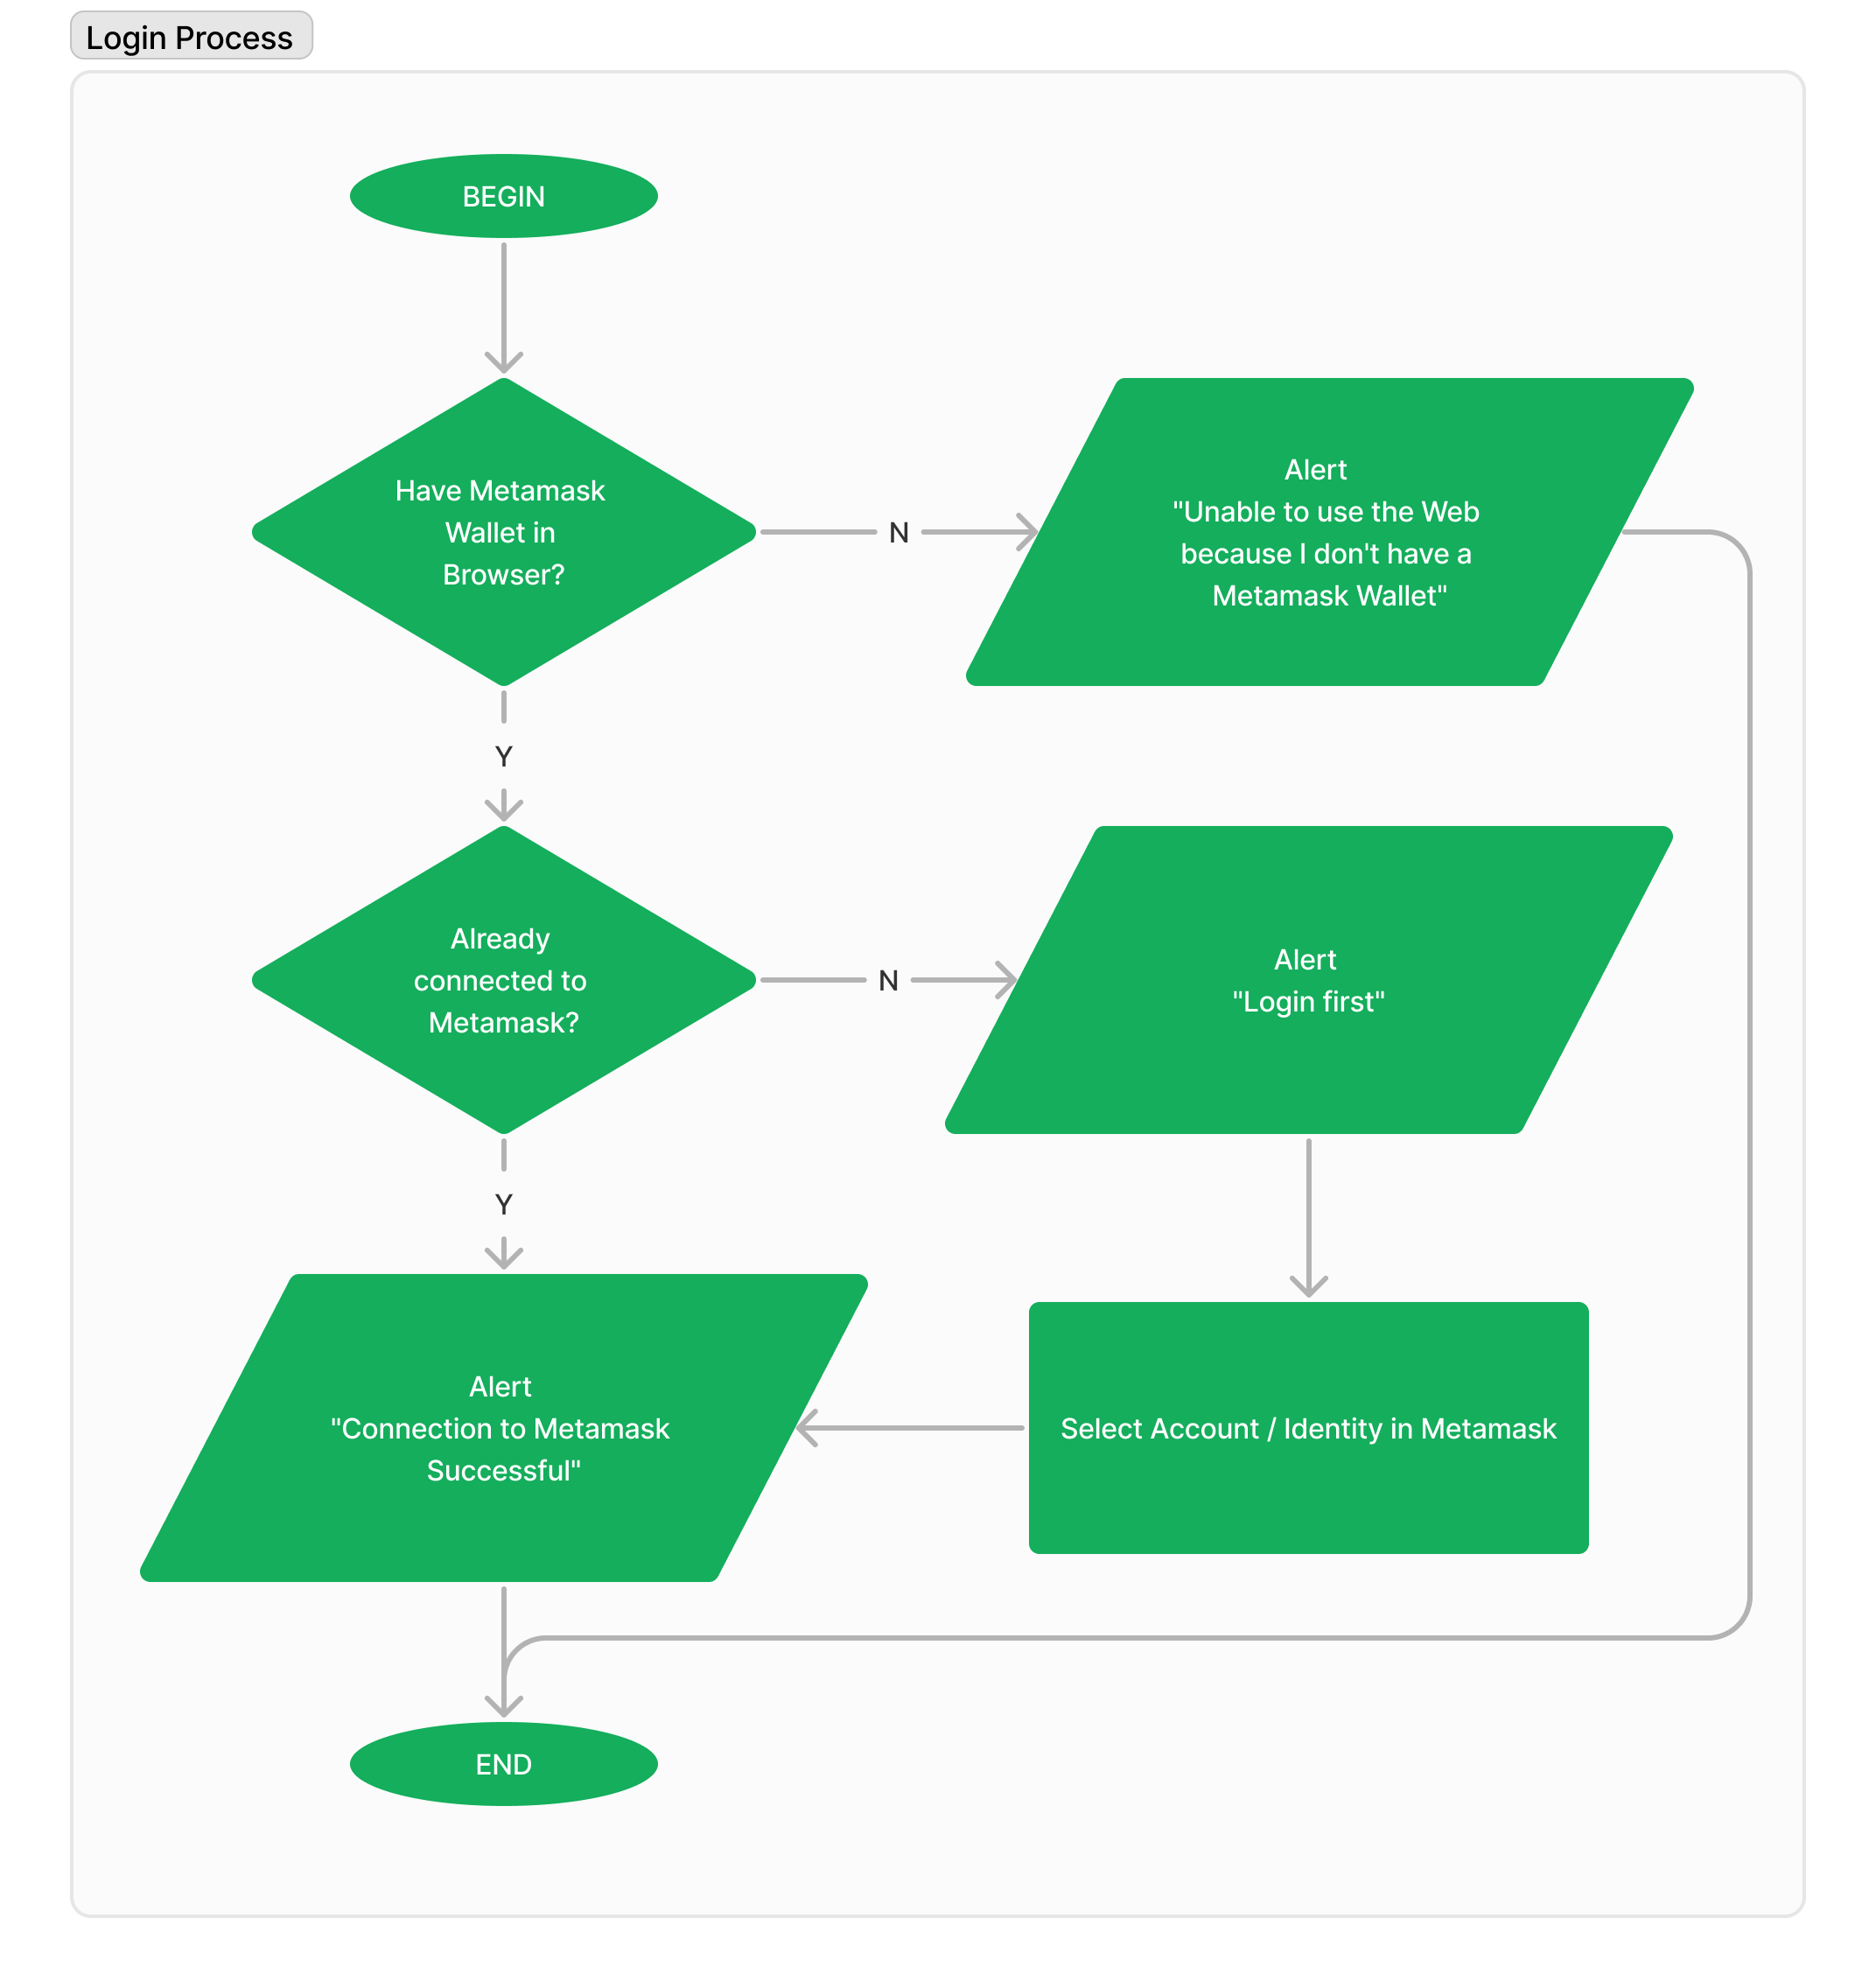 Login Process
BEGIN
Have Metamask
Wallet in
Browser?
N
Alert
"Unable to use the Web
because I don't have a
Metamask Wallet"
Y
Already
connected to
Metamask?
N
Alert
"Login first"
Y
Alert
"Connection to Metamask
Successful"
Select Account / Identity in Metamask
END